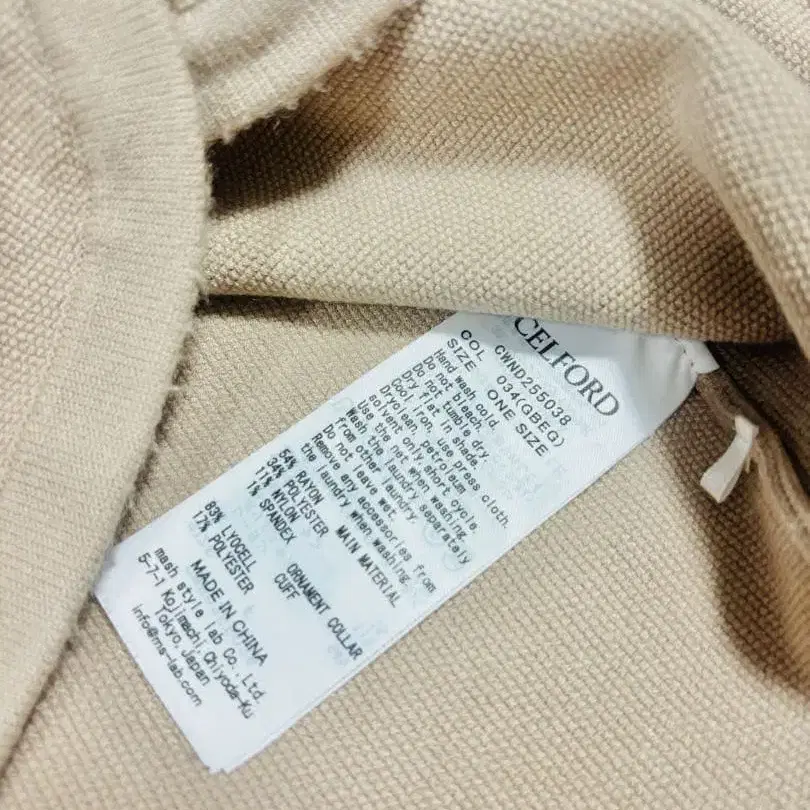 CELFORD
CWND255038
COL 034(GBEG)
SIZE ONE SIZE
Hand wash cold.
Do not bleach.
Do not tumble dry.
Dry flat in shade.
Cool iron, use press cloth.
Dryclean, petroleum
solvent only short cycle.
Use the net when washing.
Wash the laundry separately
from other laundry.
Do not leave wet.
Remove any accessories from
the laundry when washing.
MAIN MATERIAL
54% RAYON
34% POLYESTER
11% NYLON
1% SPANDEX
ORNAMENT COLLAR
CUFF
83% LYOCELL
17% POLYESTER
MADE IN CHINA
mash style lab Co., Ltd.
5-7-1 Kojimachi, Chiyoda-Ku
Tokyo, Japan
info@ms-lab.com